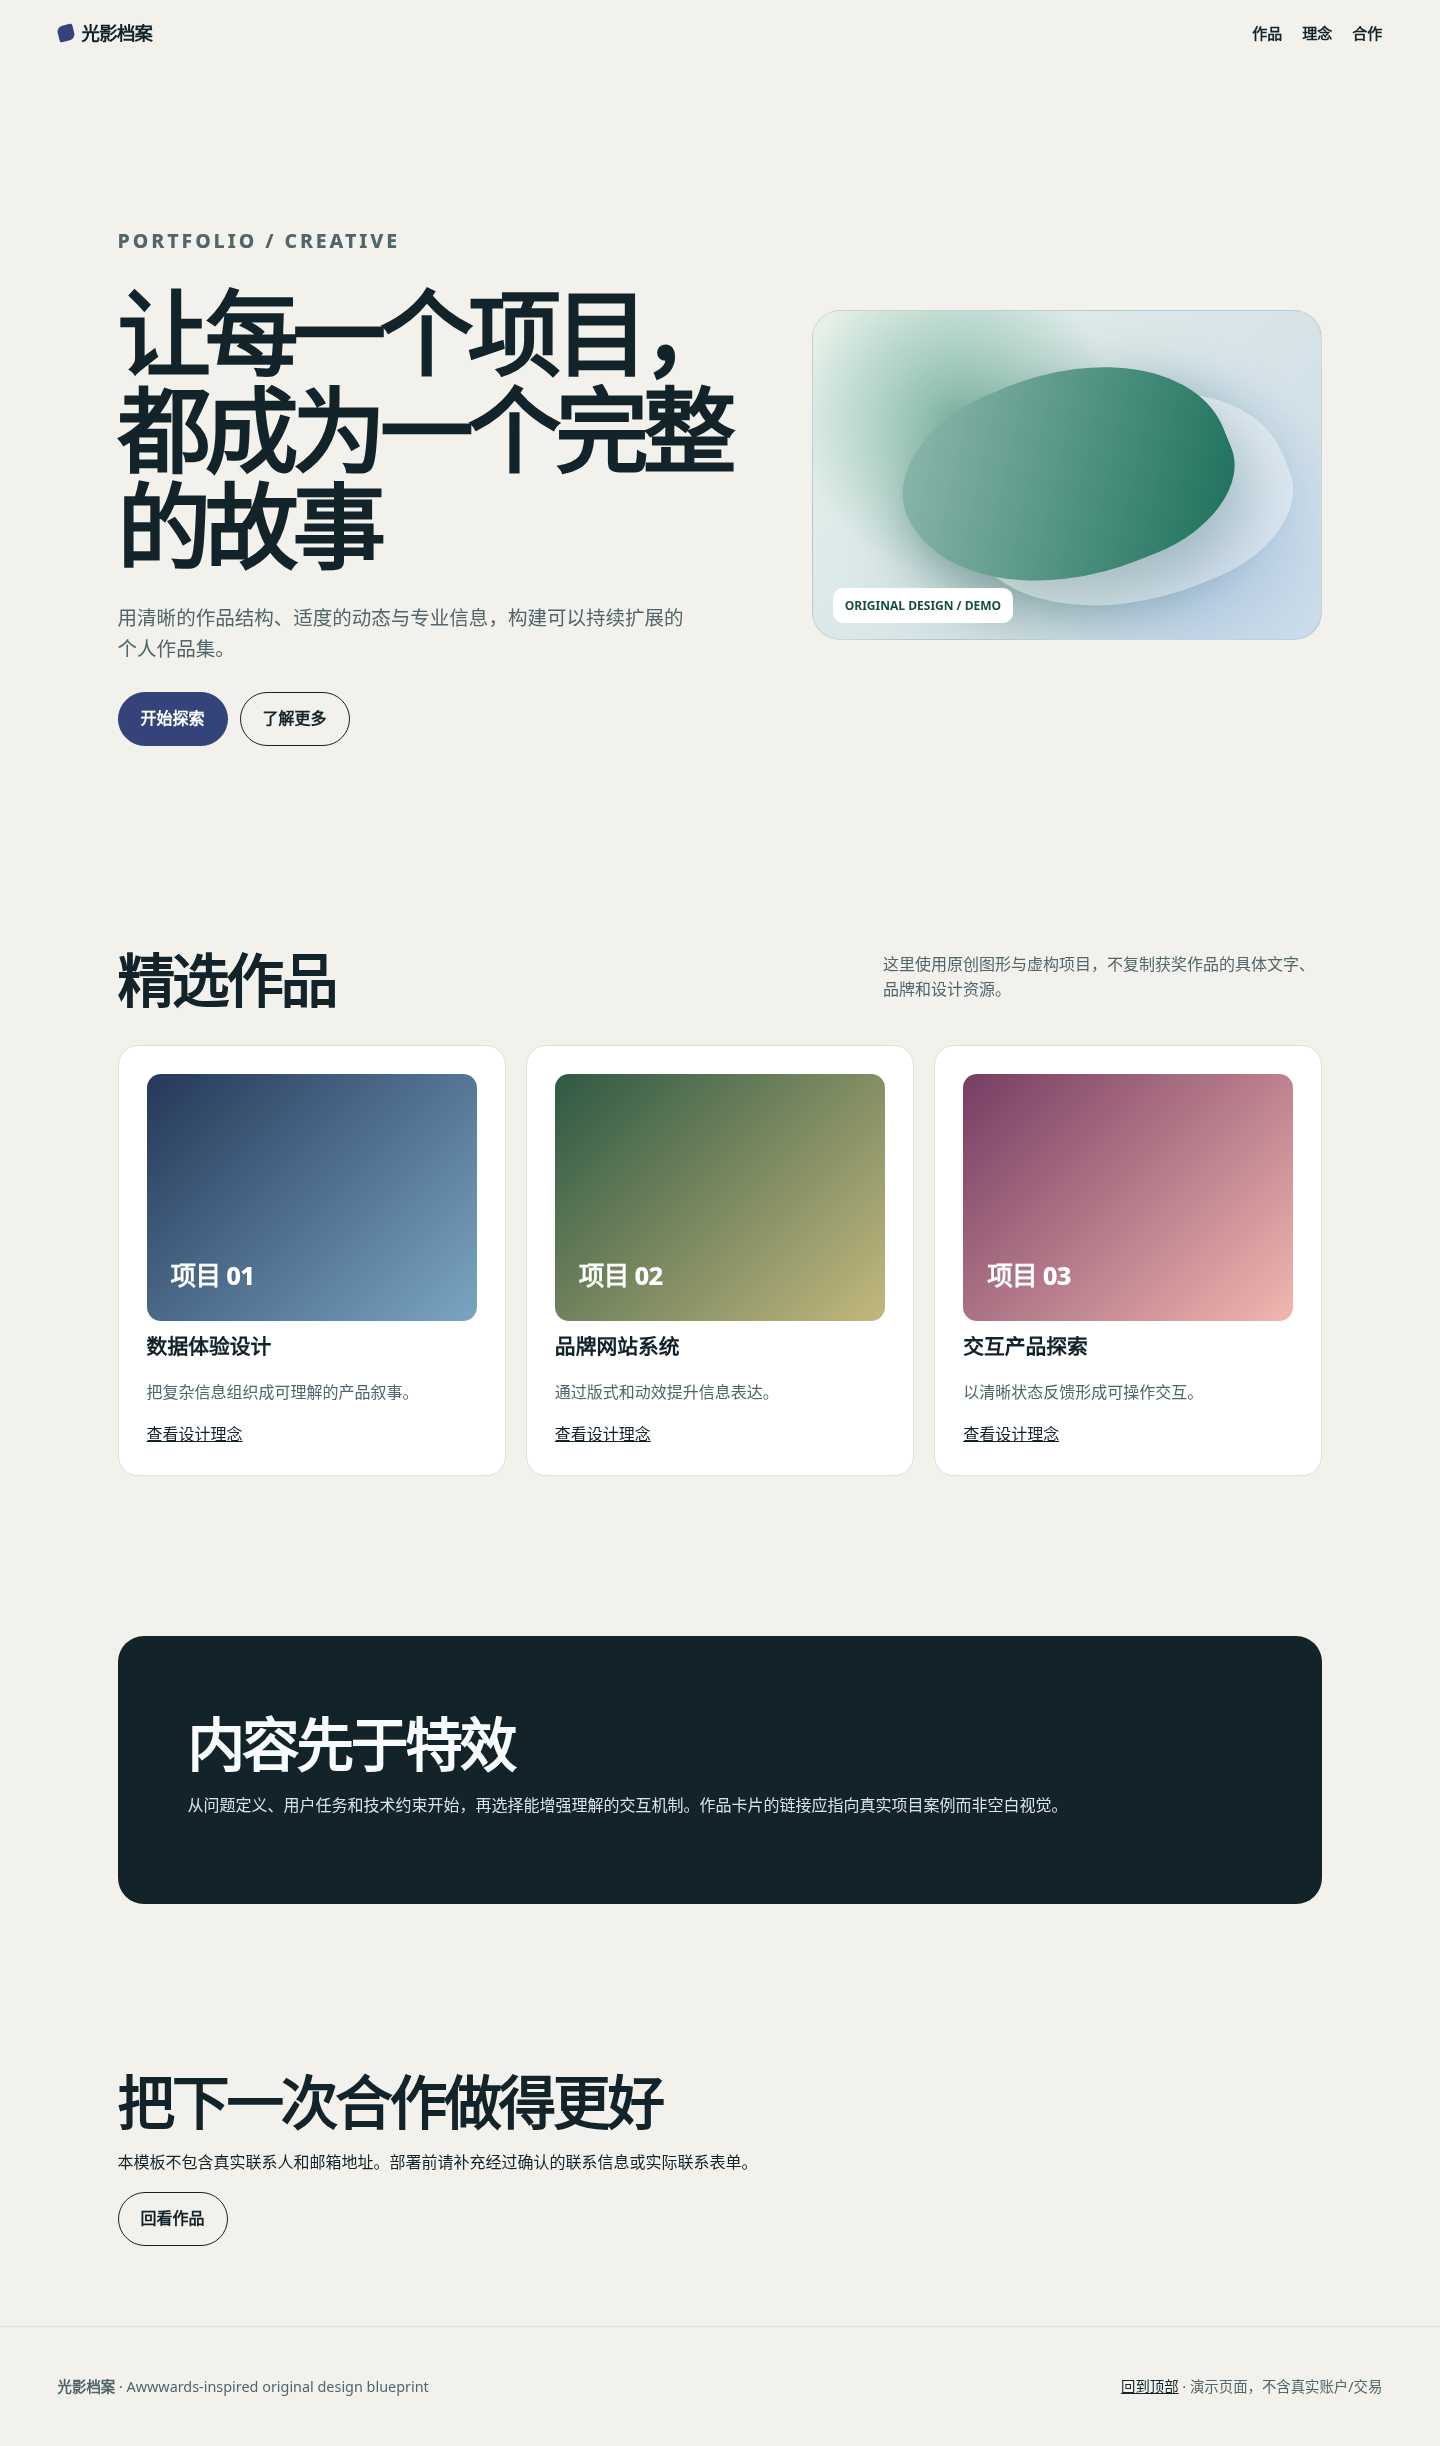 光影档案
作品 理念 合作
PORTFOLIO / CREATIVE
让每一个项目，
都成为一个完整
的故事
用清晰的作品结构、适度的动态与专业信息，构建可以持续扩展的
个人作品集。
开始探索 了解更多
ORIGINAL DESIGN / DEMO
精选作品
这里使用原创图形与虚构项目，不复制获奖作品的具体文字、
品牌和设计资源。
项目 01
数据体验设计
把复杂信息组织成可理解的产品叙事。
查看设计理念
项目 02
品牌网站系统
通过版式和动效提升信息表达。
查看设计理念
项目 03
交互产品探索
以清晰状态反馈形成可操作交互。
查看设计理念
内容先于特效
从问题定义、用户任务和技术约束开始，再选择能增强理解的交互机制。作品卡片的链接应指向真实项目案例而非空白视觉。
把下一次合作做得更好
本模板不包含真实联系人和邮箱地址。部署前请补充经过确认的联系信息或实际联系表单。
回看作品
光影档案 · Awwwards-inspired original design blueprint
回到顶部 · 演示页面，不含真实账户/交易